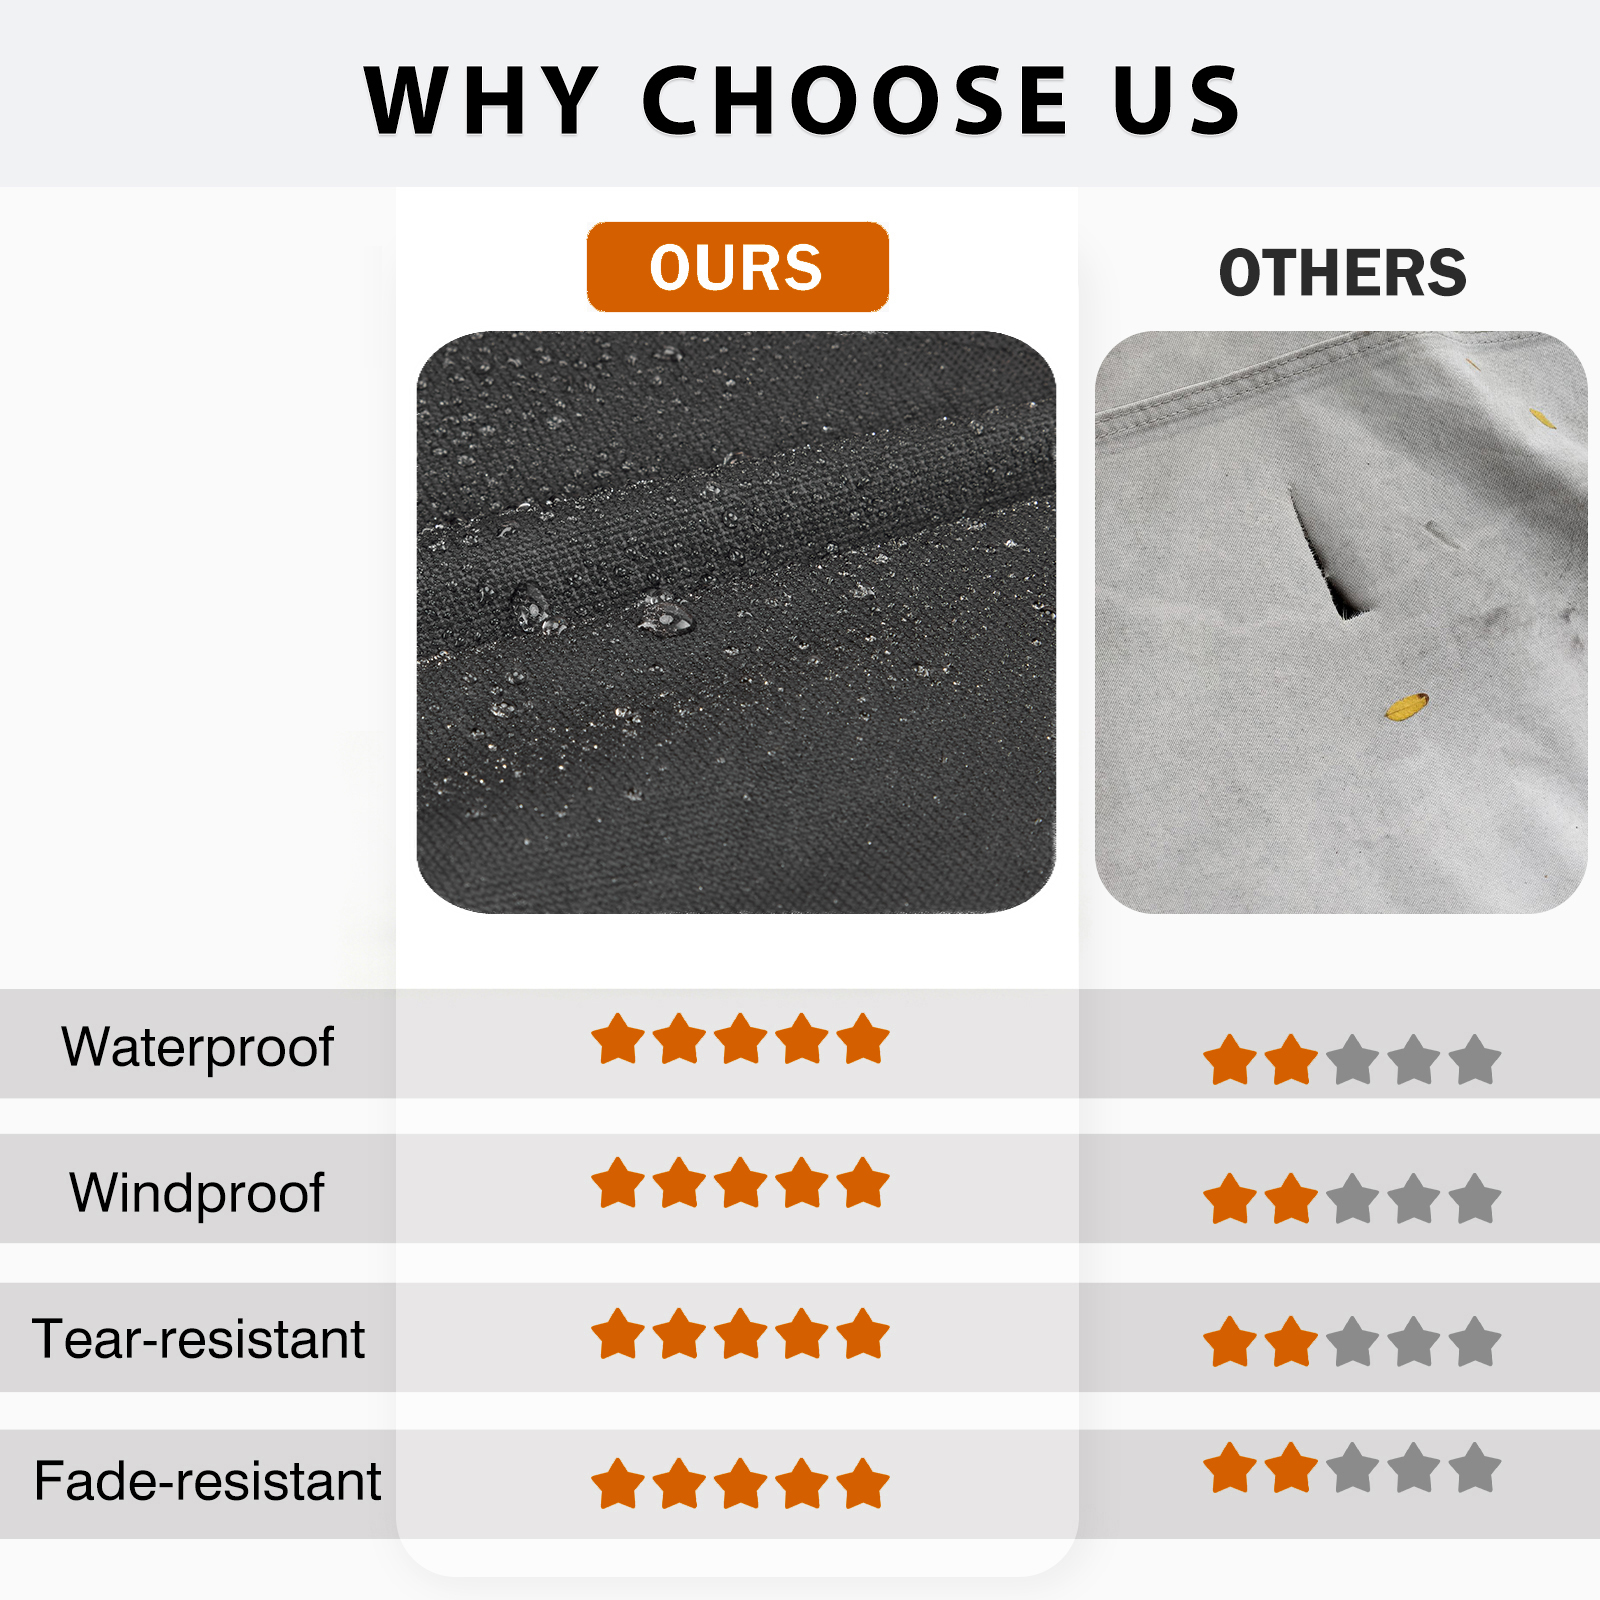 WHY CHOOSE US
OURS
OTHERS
Waterproof
Windproof
Tear-resistant
Fade-resistant